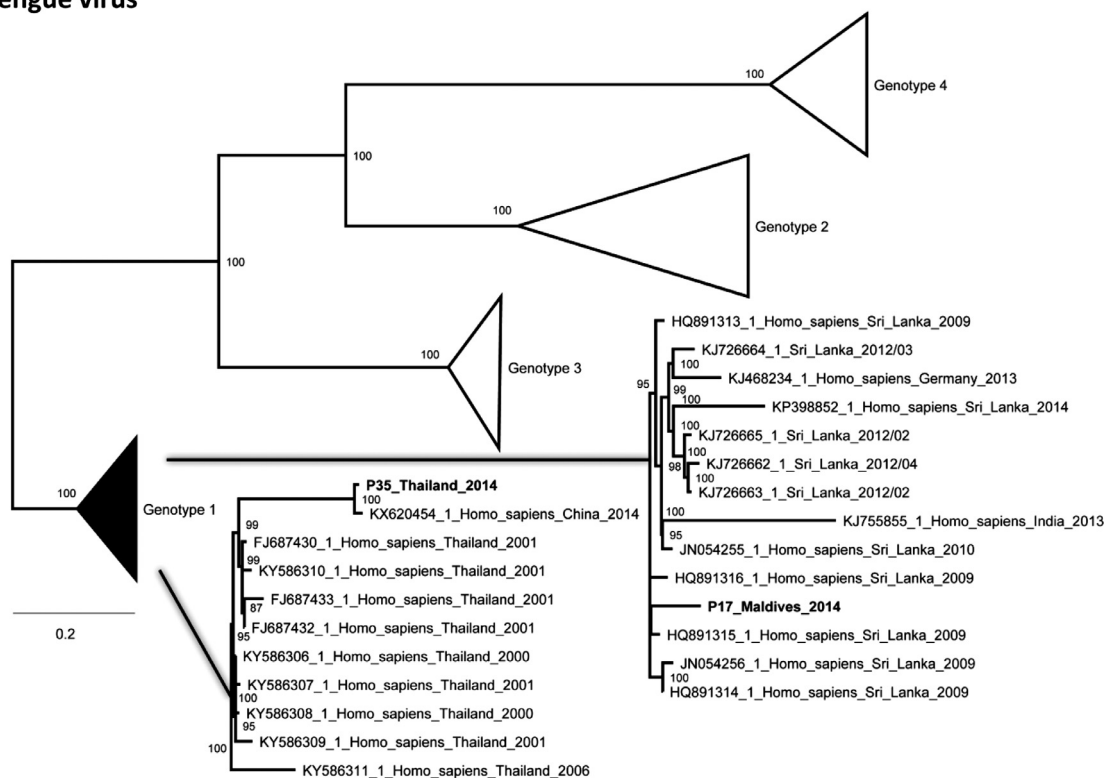 engue virus
100
Genotype 4
100
100
Genotype 2
100
100
Genotype 3
100
Genotype 1
0.2
HQ891313_1_Homo_sapiens_Sri_Lanka_2009
95
KJ726664_1_Sri_Lanka_2012/03
100
KJ468234_1_Homo_sapiens_Germany_2013
99
100
KP398852_1_Homo_sapiens_Sri_Lanka_2014
100
KJ726665_1_Sri_Lanka_2012/02
100
98
KJ726662_1_Sri_Lanka_2012/04
100
KJ726663_1_Sri_Lanka_2012/02
100
KJ755855_1_Homo_sapiens_India_2013
95
JN054255_1_Homo_sapiens_Sri_Lanka_2010
HQ891316_1_Homo_sapiens_Sri_Lanka_2009
P17_Maldives_2014
HQ891315_1_Homo_sapiens_Sri_Lanka_2009
JN054256_1_Homo_sapiens_Sri_Lanka_2009
100
HQ891314_1_Homo_sapiens_Sri_Lanka_2009
P35_Thailand_2014
100
KX620454_1_Homo_sapiens_China_2014
99
FJ687430_1_Homo_sapiens_Thailand_2001
99
KY586310_1_Homo_sapiens_Thailand_2001
FJ687433_1_Homo_sapiens_Thailand_2001
87
FJ687432_1_Homo_sapiens_Thailand_2001
95
KY586306_1_Homo_sapiens_Thailand_2000
KY586307_1_Homo_sapiens_Thailand_2001
100
KY586308_1_Homo_sapiens_Thailand_2000
95
KY586309_1_Homo_sapiens_Thailand_2001
100
KY586311_1_Homo_sapiens_Thailand_2006